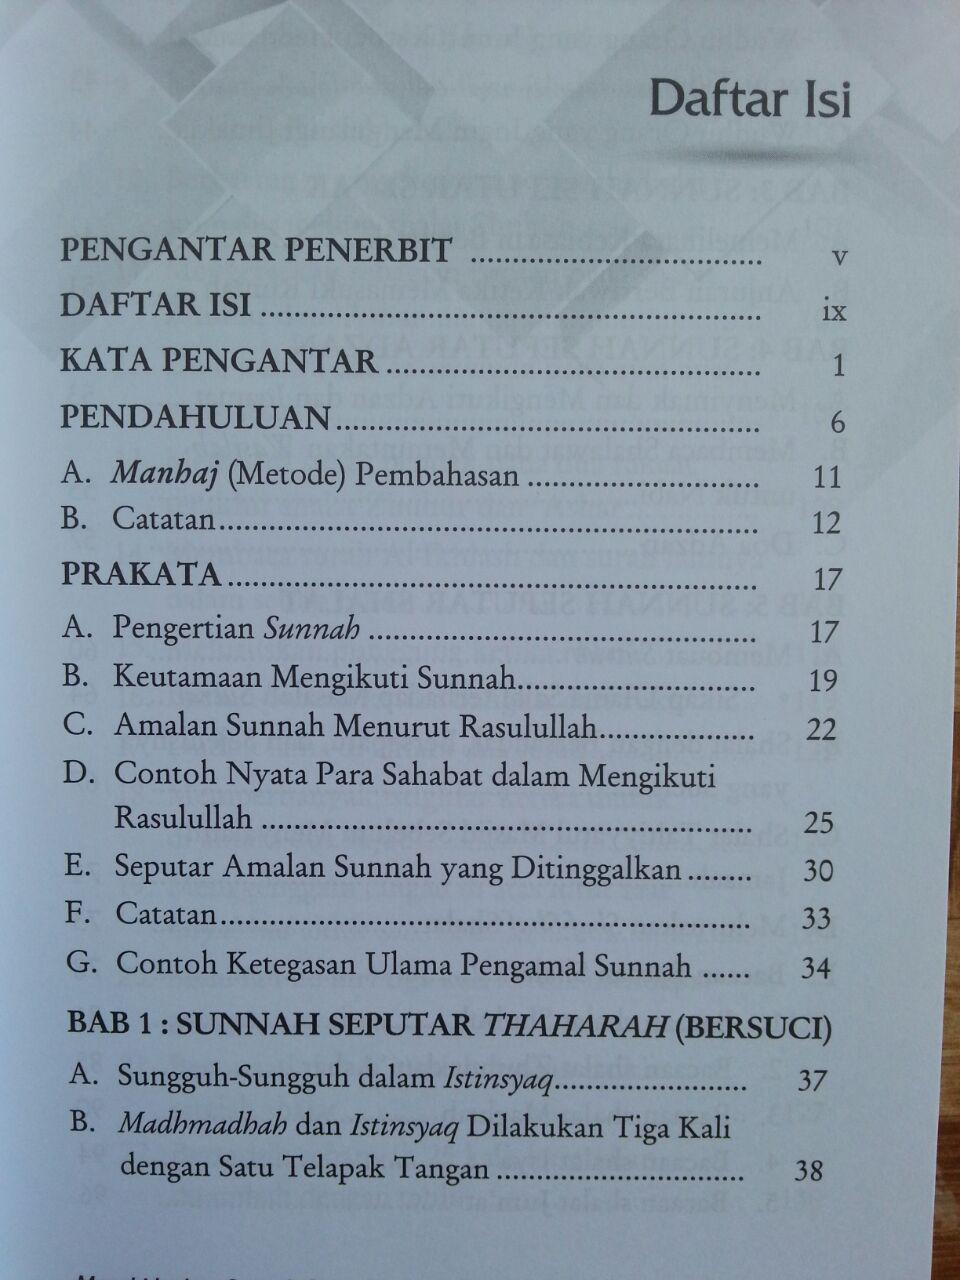 Daftar Isi
PENGANTAR PENERBIT ................................... v
DAFTAR ISI ............................................................. ix
KATA PENGANTAR ............................................. 1
PENDAHULUAN ................................................... 6
A. Manhaj (Metode) Pembahasan ............................ 11
B. Catatan ................................................................. 12
PRAKATA ................................................................ 17
A. Pengertian Sunnah ............................................... 17
B. Keutamaan Mengikuti Sunnah ............................. 19
C. Amalan Sunnah Menurut Rasulullah ................... 22
D. Contoh Nyata Para Sahabat dalam Mengikuti
Rasulullah ............................................................ 25
E. Seputar Amalan Sunnah yang Ditinggalkan ........ 30
F. Catatan ................................................................. 33
G. Contoh Ketegasan Ulama Pengamal Sunnah ...... 34
BAB 1 : SUNNAH SEPUTAR THAHARAH (BERSUCI)
A. Sungguh-Sungguh dalam Istinsyaq ........................ 37
B. Madhmadhah dan Istinsyaq Dilakukan Tiga Kali
dengan Satu Telapak Tangan ............................... 38